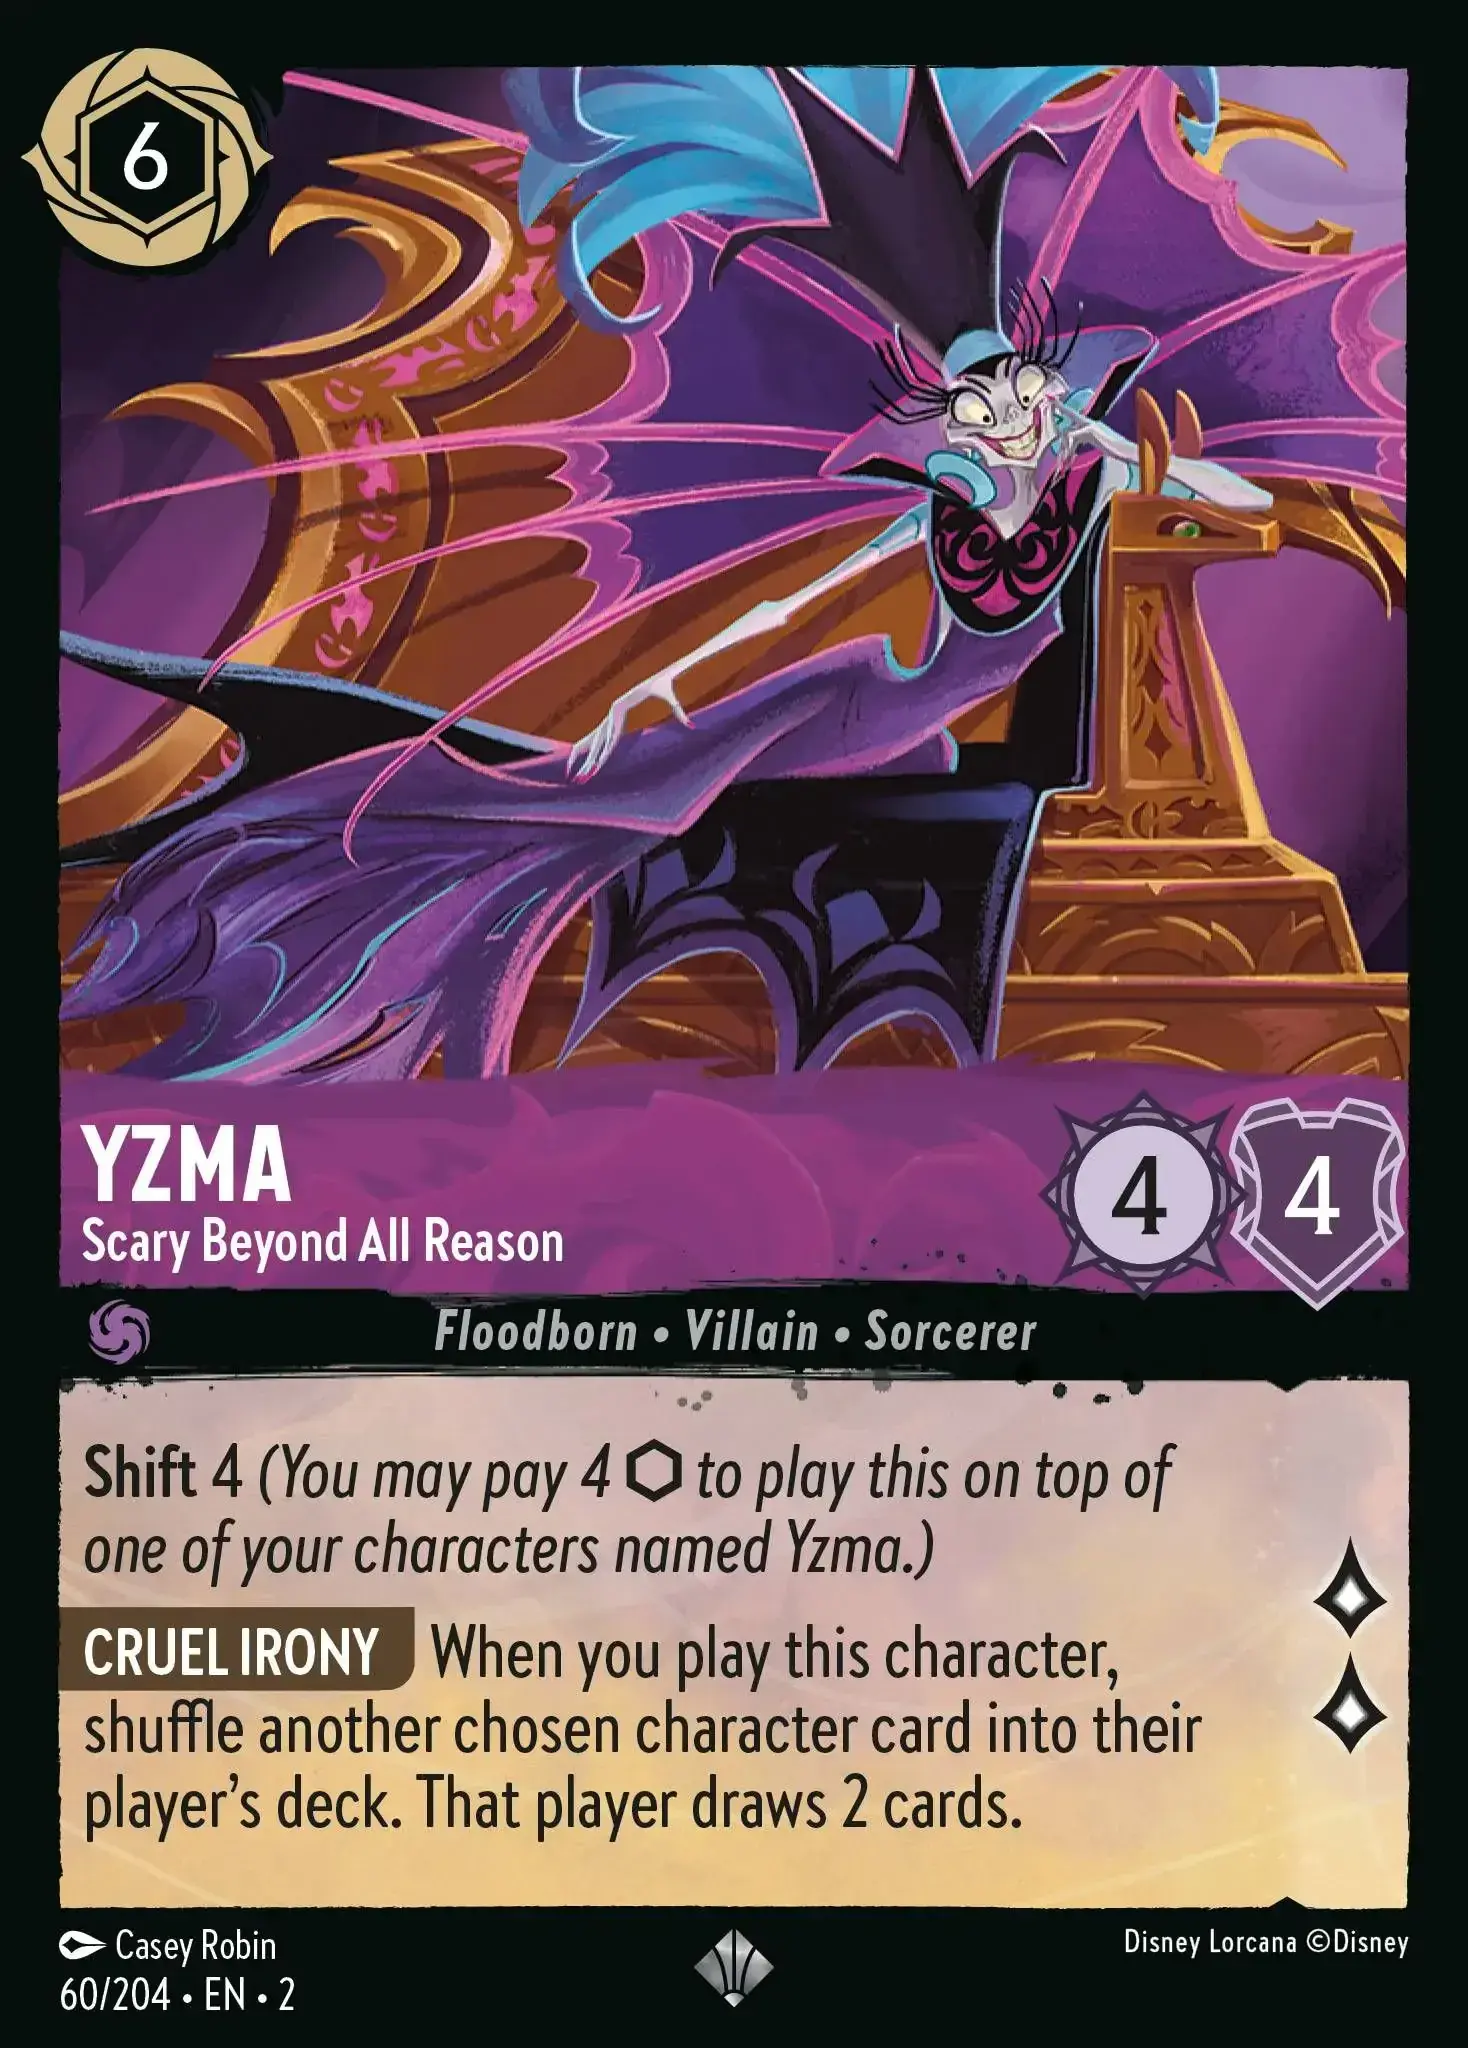 6
YZMA
Scary Beyond All Reason
4
4
Floodborn • Villain • Sorcerer
Shift 4 (You may pay 4 ⬡ to play this on top of
one of your characters named Yzma.)
CRUEL IRONY When you play this character,
shuffle another chosen character card into their
player’s deck. That player draws 2 cards.
Casey Robin
Disney Lorcana ©Disney
60/204 • EN • 2